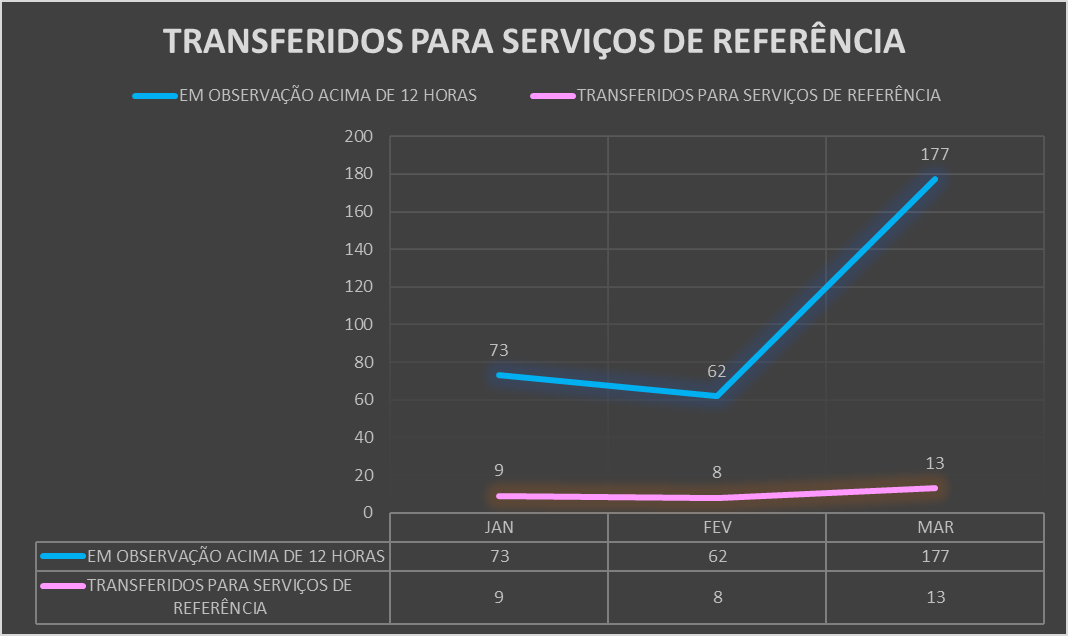 TRANSFERIDOS PARA SERVIÇOS DE REFERÊNCIA
EM OBSERVAÇÃO ACIMA DE 12 HORAS TRANSFERIDOS PARA SERVIÇOS DE REFERÊNCIA
200
180
160
140
120
100
80
60
40
20
0
73
62
177
9
8
13
JAN FEV MAR
EM OBSERVAÇÃO ACIMA DE 12 HORAS 73 62 177
TRANSFERIDOS PARA SERVIÇOS DE
REFERÊNCIA 9 8 13